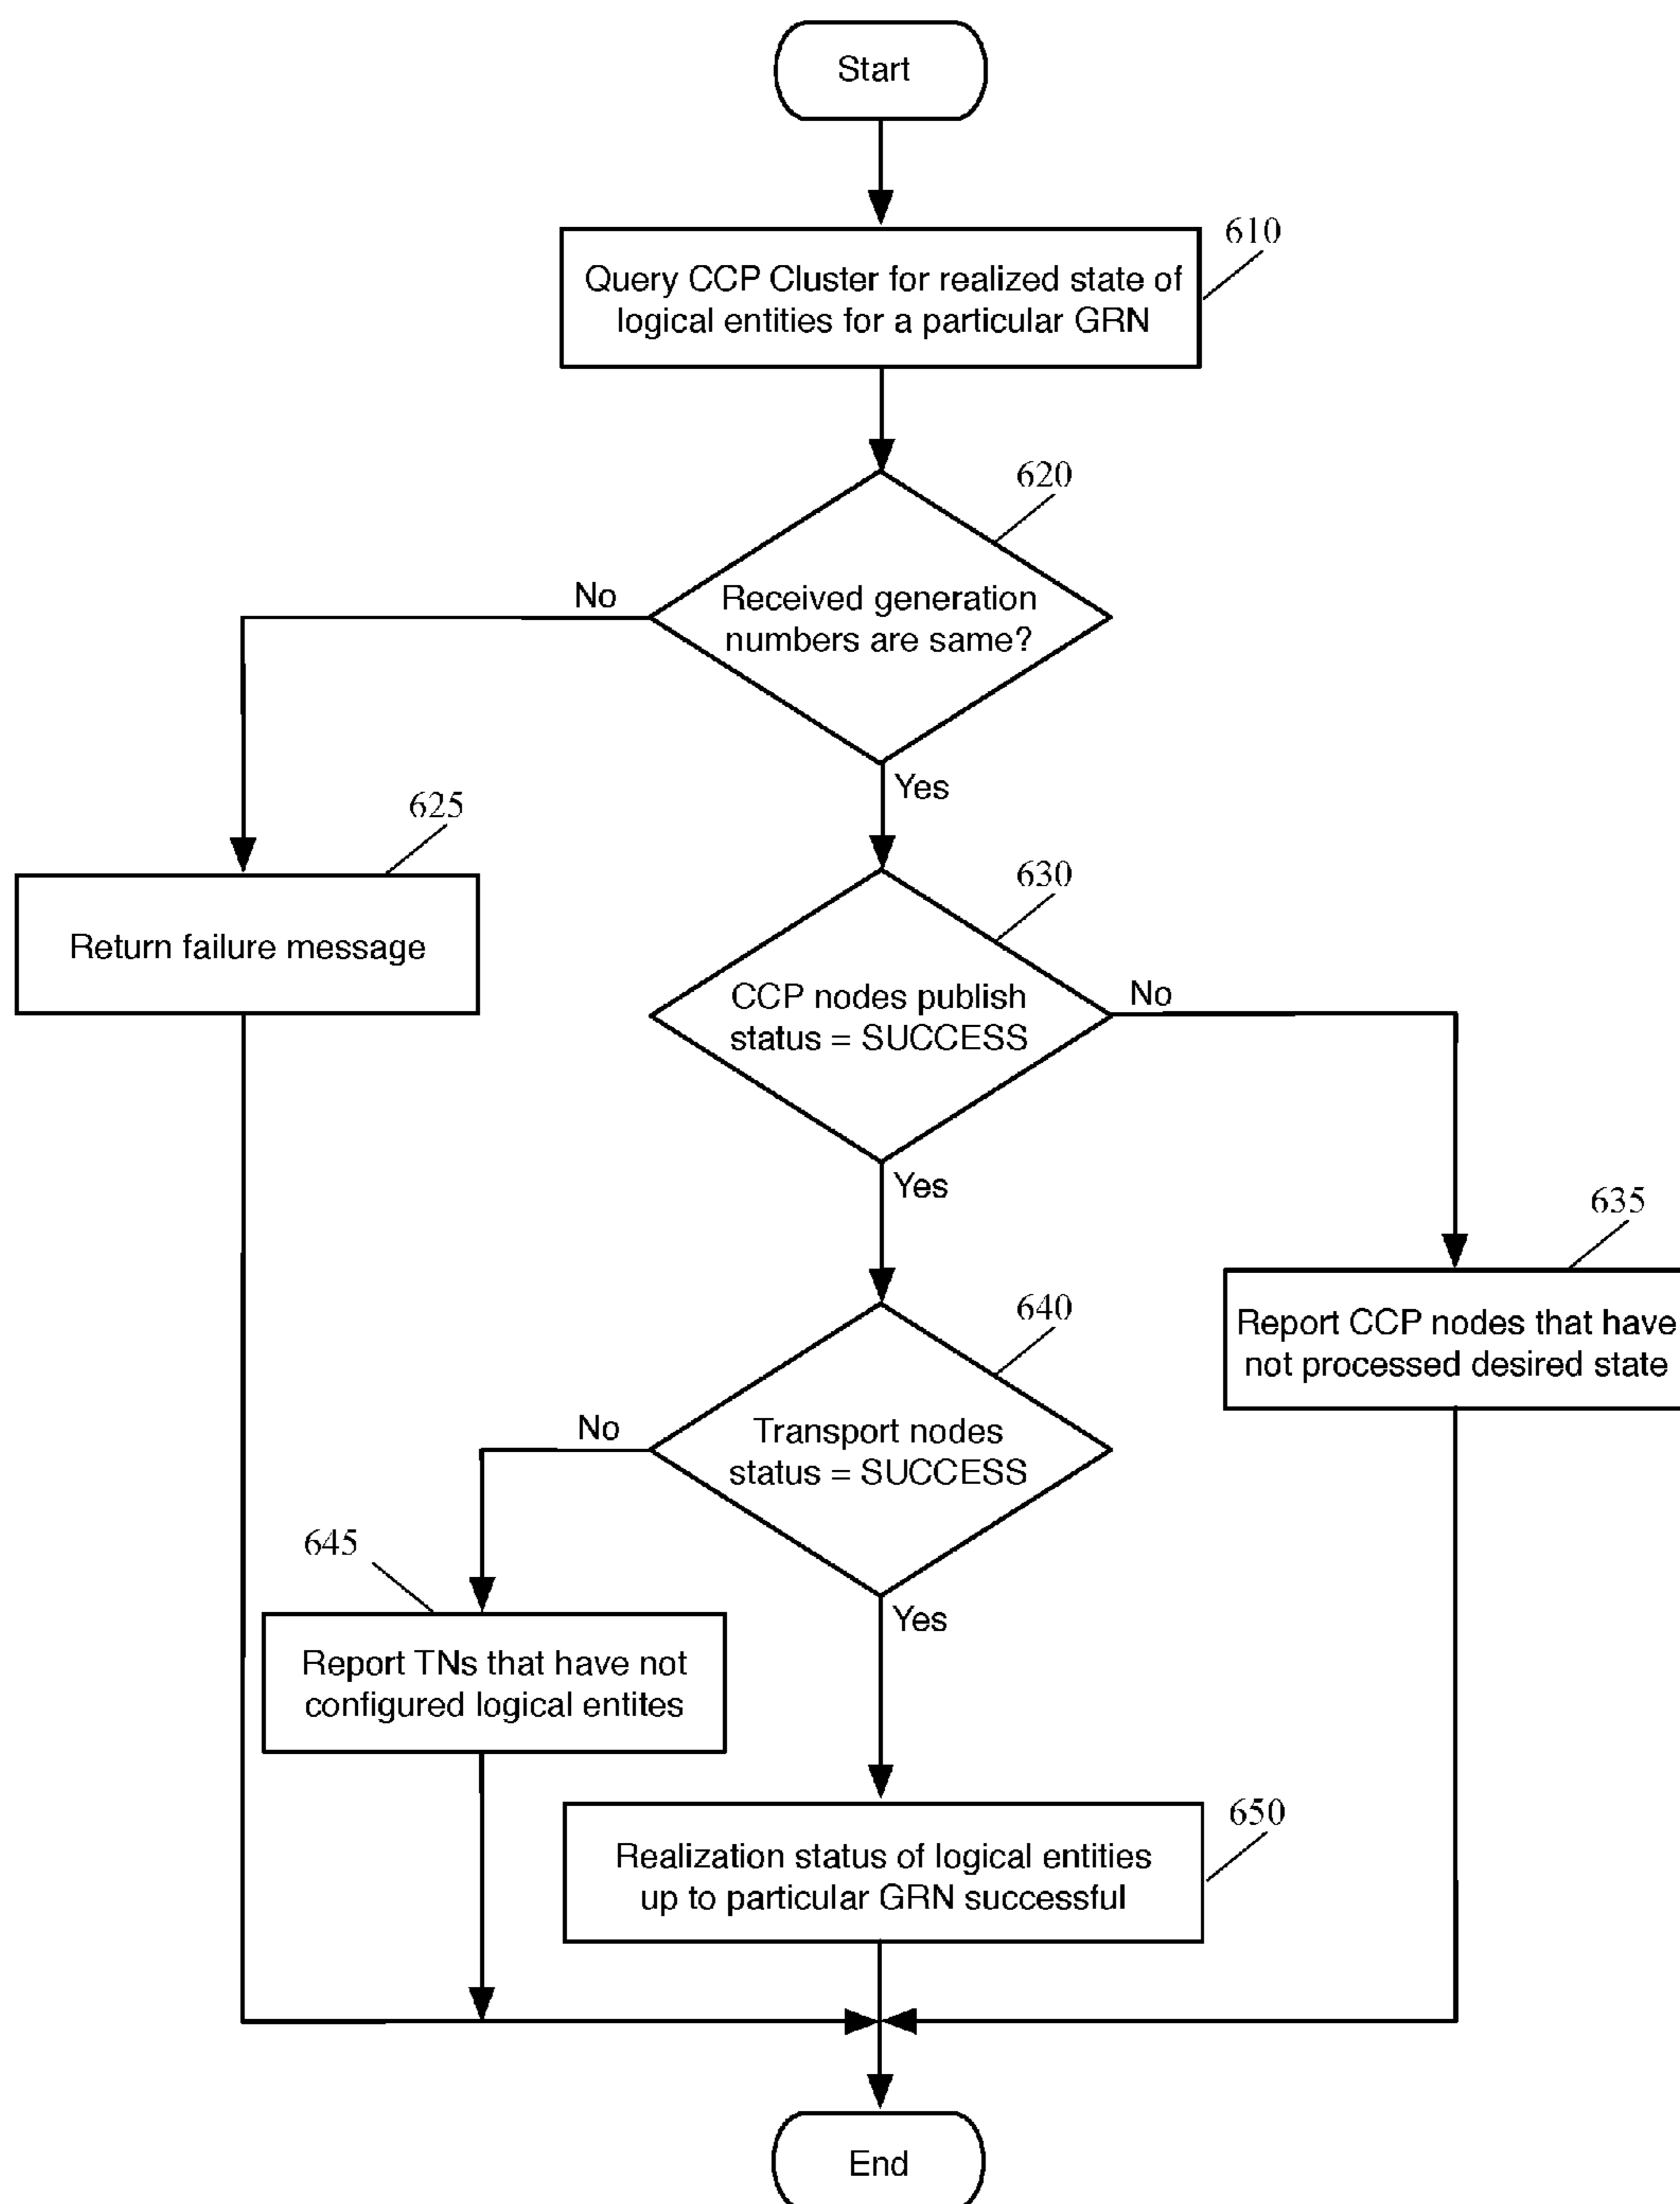 Start
610
Query CCP Cluster for realized state of
logical entities for a particular GRN
620
Received generation
numbers are same?
No
Yes
625
Return failure message
630
CCP nodes publish
status = SUCCESS
No
Yes
635
Report CCP nodes that have
not processed desired state
640
Transport nodes
status = SUCCESS
No
Yes
645
Report TNs that have not
configured logical entites
650
Realization status of logical entities
up to particular GRN successful
End